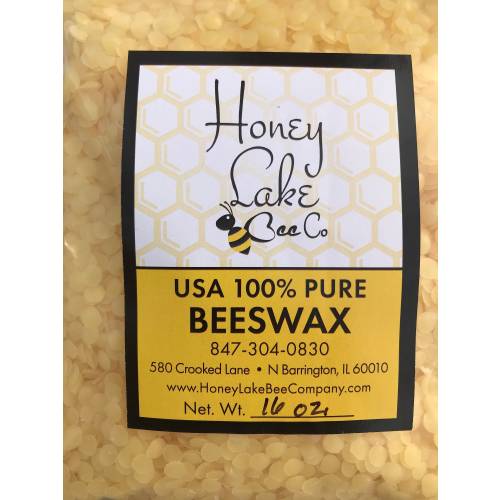 Honey
Lake
Bee Co
USA 100% PURE
BEESWAX
847-304-0830
580 Crooked Lane • N Barrington, IL 60010
www.HoneyLakeBeeCompany.com
Net. Wt. 16 oz.